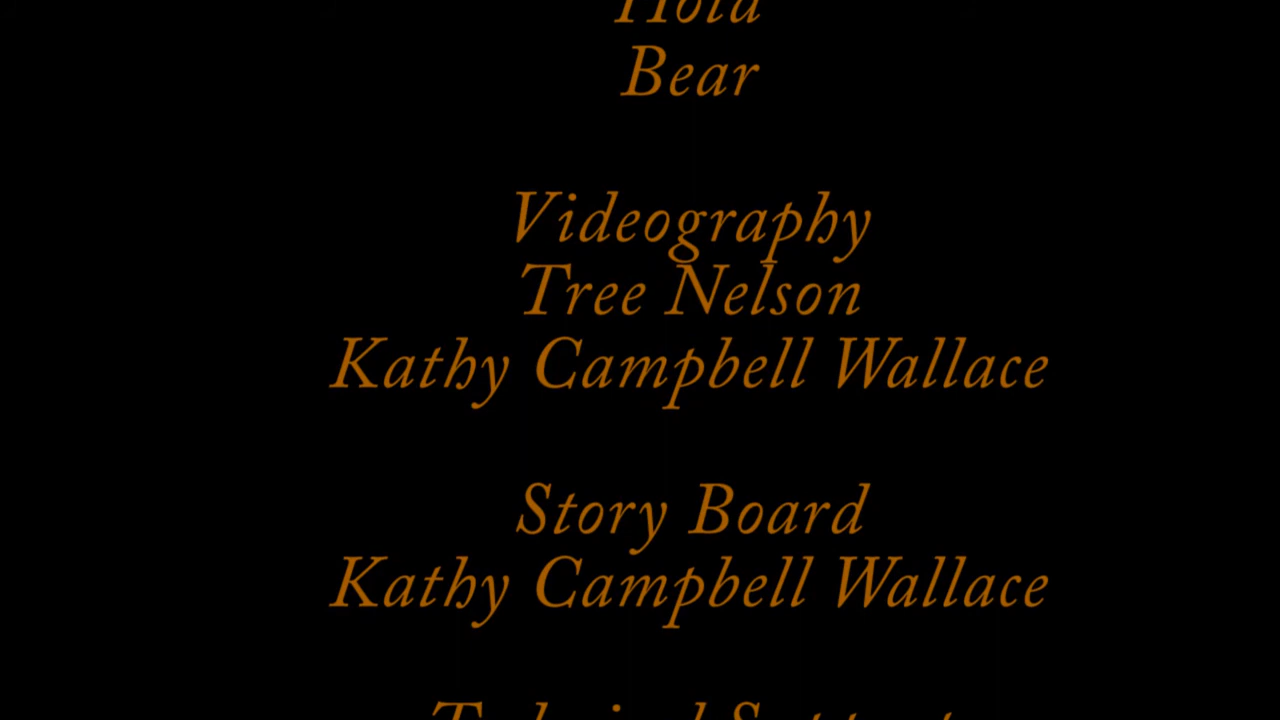 Bear
Videography
Tree Nelson
Kathy Campbell Wallace
Story Board
Kathy Campbell Wallace